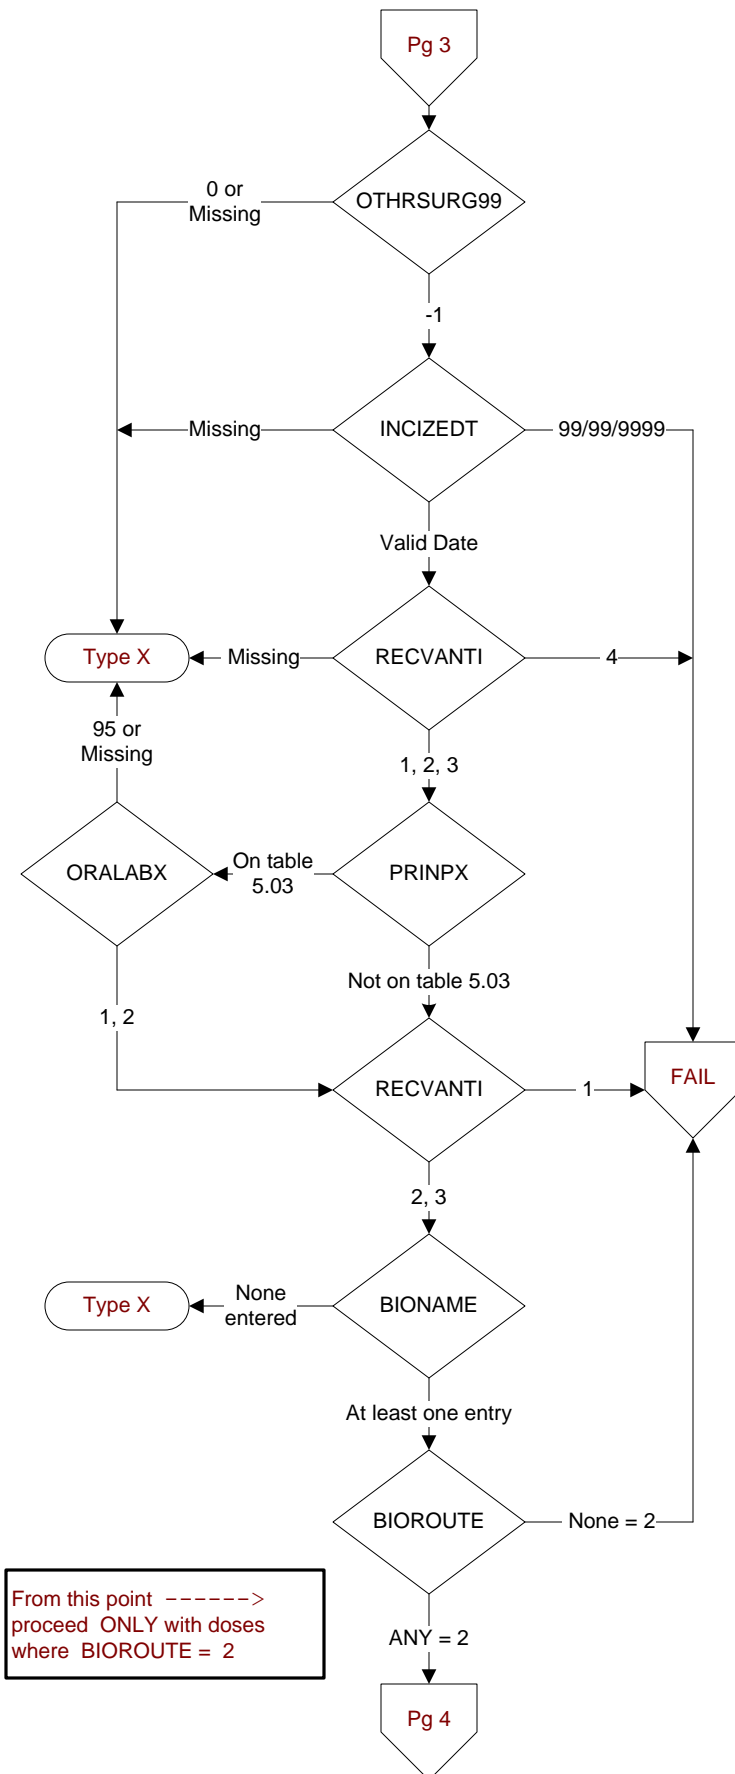 Pg 3
0 or
Missing
OTHRSURG99
-1
Missing
INCIZEDT
99/99/9999
Valid Date
Type X
Missing
RECVANTI
4
95 or
Missing
1, 2, 3
ORALABX
On table
5.03
PRINPX
Not on table 5.03
1, 2
RECVANTI
1
FAIL
2, 3
Type X
None
entered
BIONAME
At least one entry
BIOROUTE
None = 2
From this point ------>
proceed ONLY with doses
where BIOROUTE = 2
ANY = 2
Pg 4